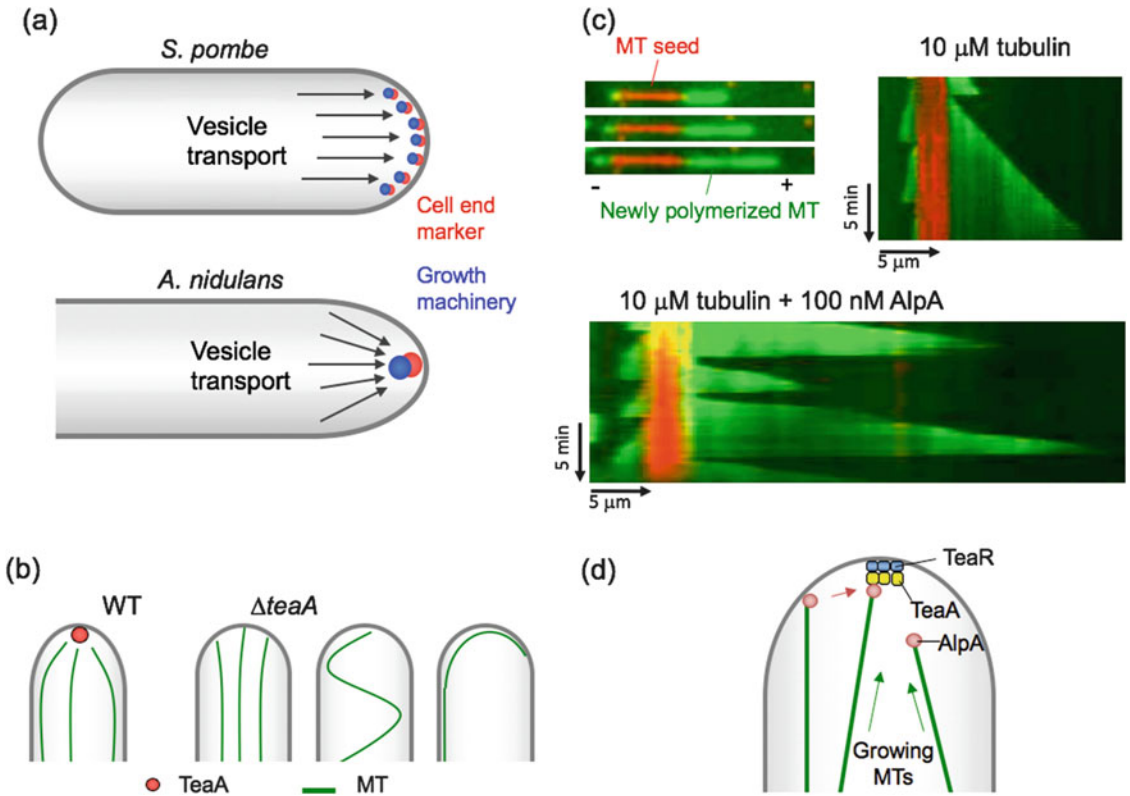 (a)
S. pombe
Vesicle
transport
Cell end
marker
A. nidulans
Growth
machinery
Vesicle
transport
(b)
WT
ΔteaA
TeaA
MT
(c)
MT seed
-
+
Newly polymerized MT
10 μM tubulin
5 min
5 μm
10 μM tubulin + 100 nM AlpA
5 min
5 μm
(d)
TeaR
TeaA
AlpA
Growing
MTs